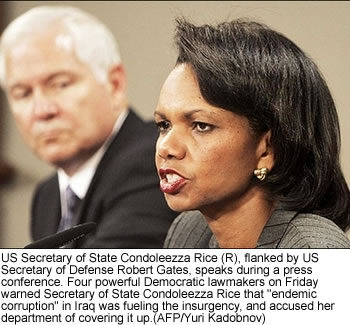 US Secretary of State Condoleezza Rice (R), flanked by US
Secretary of Defense Robert Gates, speaks during a press
conference. Four powerful Democratic lawmakers on Friday
warned Secretary of State Condoleezza Rice that "endemic
corruption" in Iraq was fueling the insurgency, and accused her
department of covering it up.(AFP/Yuri Kadobnov)